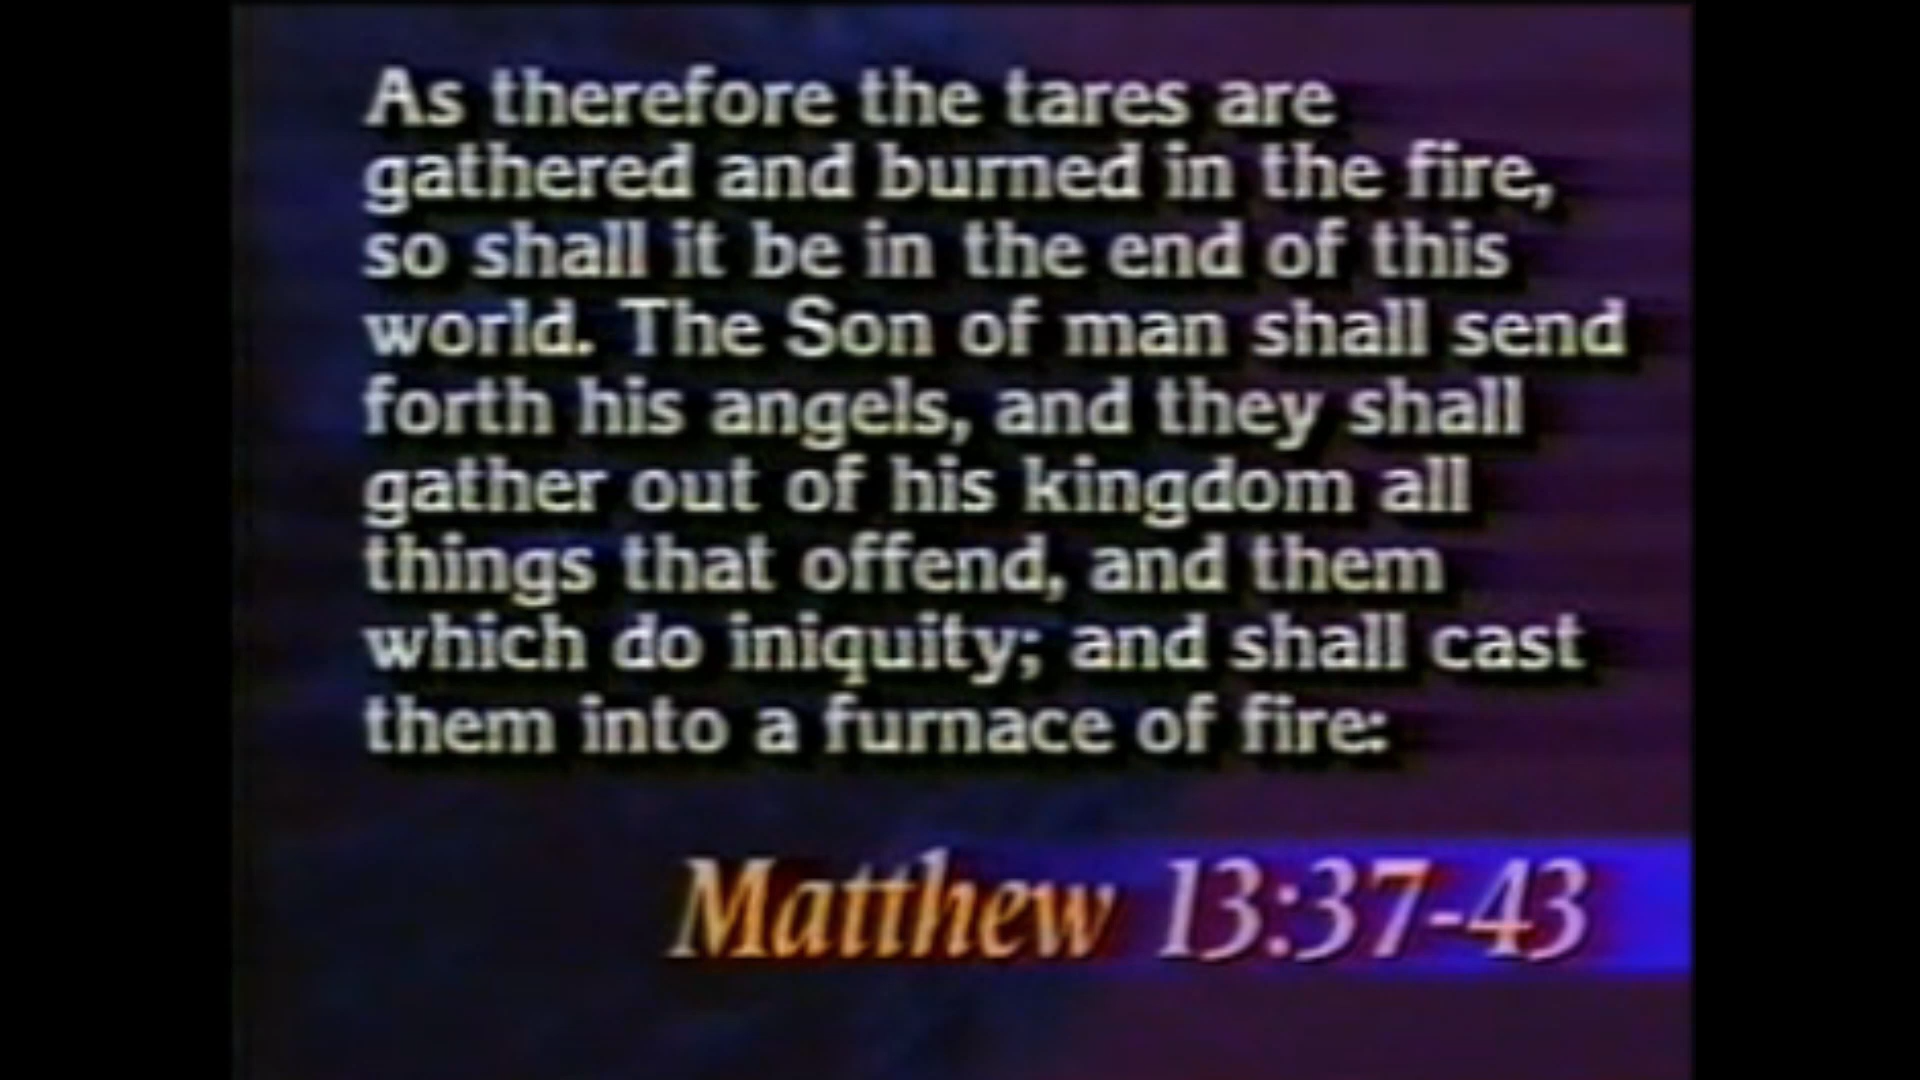 As therefore the tares are
gathered and burned in the fire,
so shall it be in the end of this
world. The Son of man shall send
forth his angels, and they shall
gather out of his kingdom all
things that offend, and them
which do iniquity; and shall cast
them into a furnace of fire:
Matthew 13:37-43